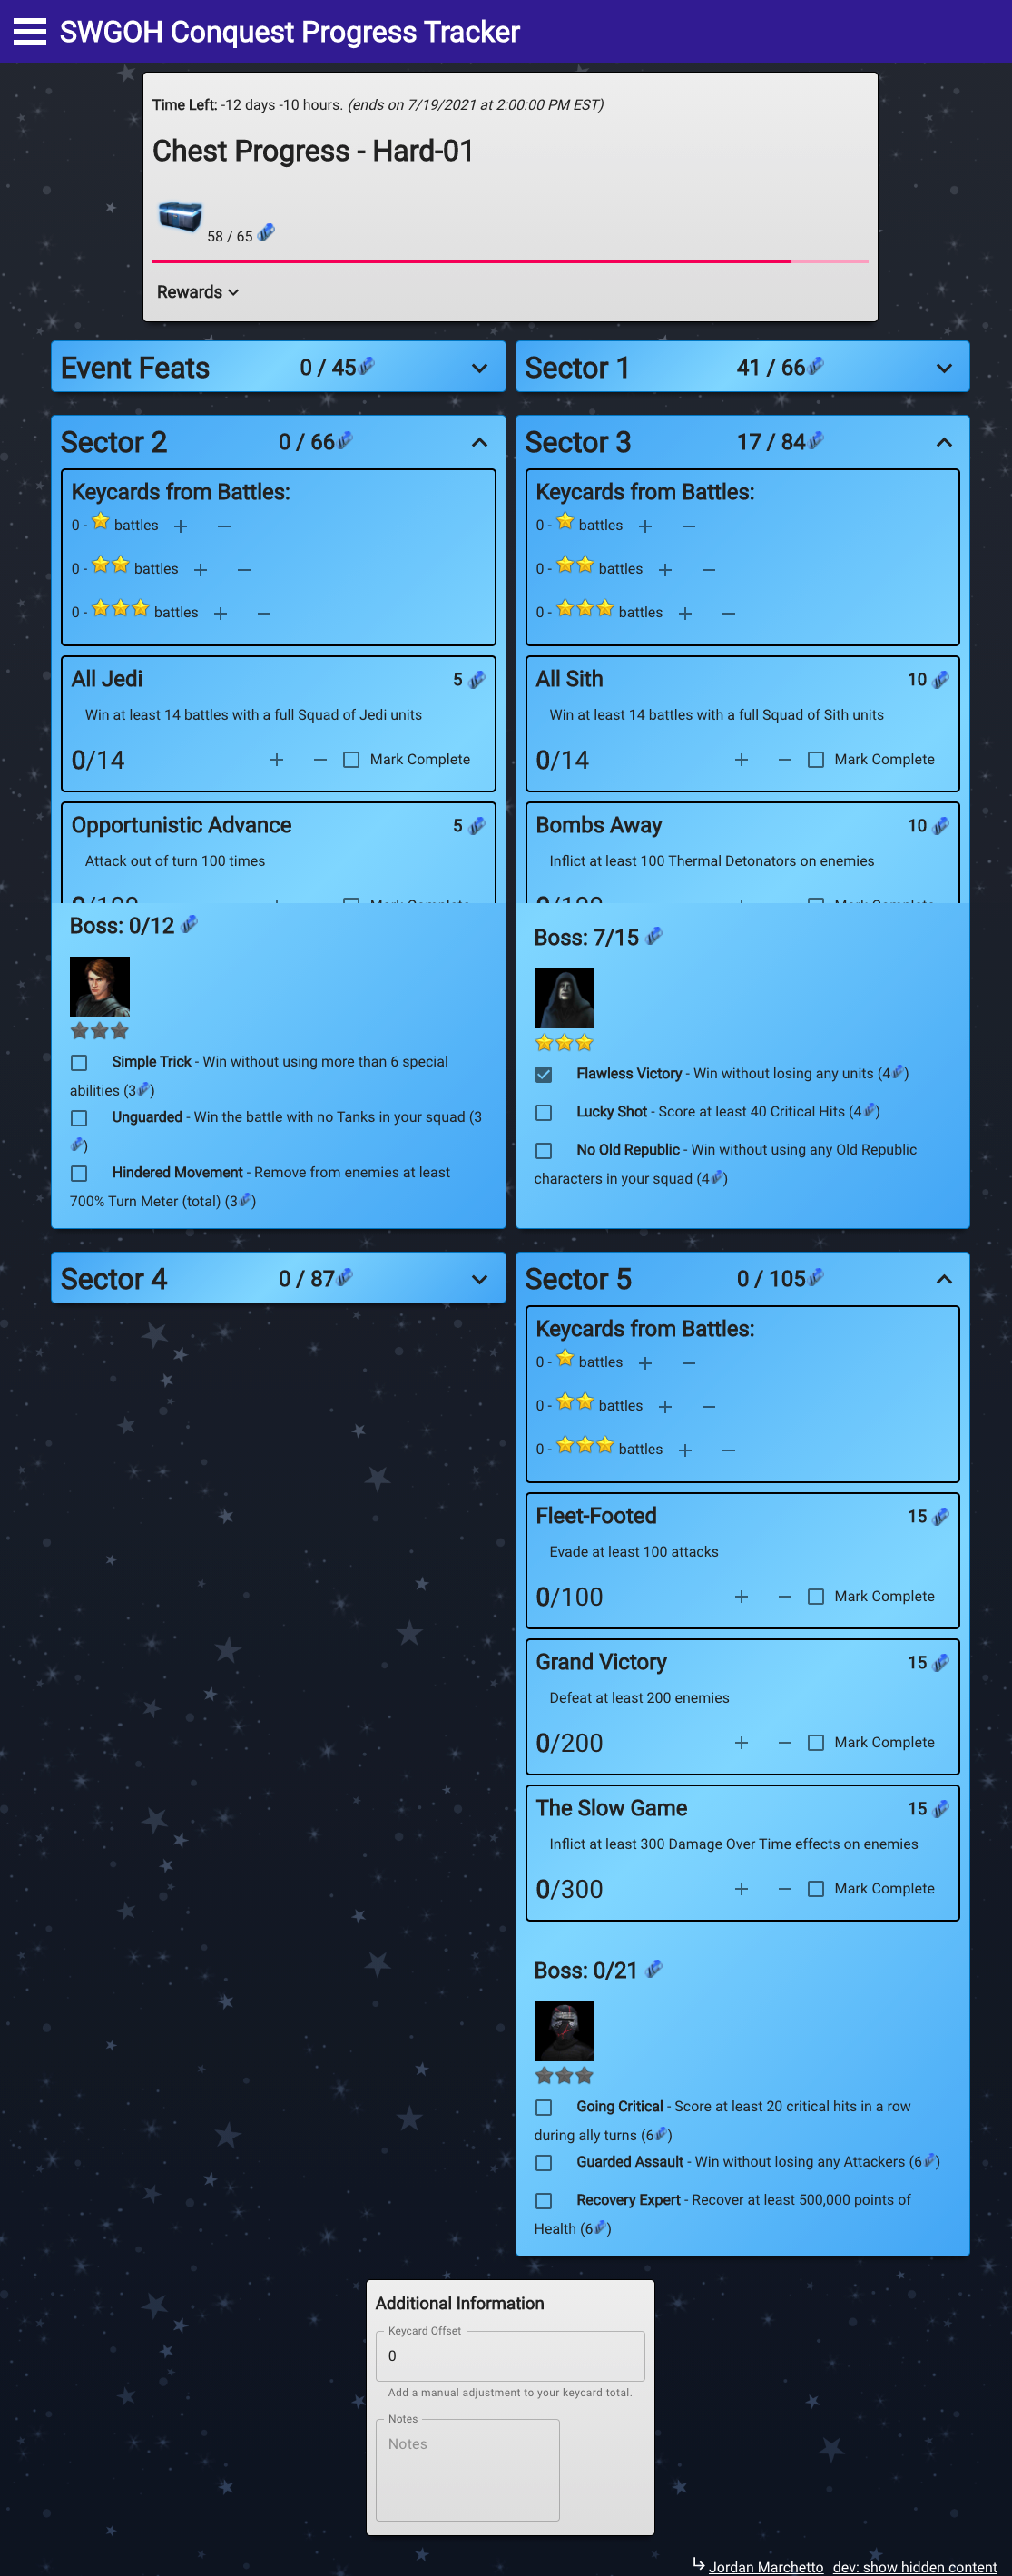 SWGOH Conquest Progress Tracker
Time Left: -12 days -10 hours. (ends on 7/19/2021 at 2:00:00 PM EST)
Chest Progress - Hard-01
58 / 65
Rewards
Event Feats 0 / 45
Sector 1 41 / 66
Sector 2 0 / 66
Keycards from Battles:
0 - battles + −
0 - battles + −
0 - battles + −
All Jedi 5
Win at least 14 battles with a full Squad of Jedi units
0/14 + − Mark Complete
Opportunistic Advance 5
Attack out of turn 100 times
0/100 Mark Complete
Boss: 0/12
Simple Trick - Win without using more than 6 special
abilities (3)
Unguarded - Win the battle with no Tanks in your squad (3
)
Hindered Movement - Remove from enemies at least
700% Turn Meter (total) (3)
Sector 3 17 / 84
Keycards from Battles:
0 - battles + −
0 - battles + −
0 - battles + −
All Sith 10
Win at least 14 battles with a full Squad of Sith units
0/14 + − Mark Complete
Bombs Away 10
Inflict at least 100 Thermal Detonators on enemies
0/100 Mark Complete
Boss: 7/15
Flawless Victory - Win without losing any units (4)
Lucky Shot - Score at least 40 Critical Hits (4)
No Old Republic - Win without using any Old Republic
characters in your squad (4)
Sector 4 0 / 87
Sector 5 0 / 105
Keycards from Battles:
0 - battles + −
0 - battles + −
0 - battles + −
Fleet-Footed 15
Evade at least 100 attacks
0/100 + − Mark Complete
Grand Victory 15
Defeat at least 200 enemies
0/200 + − Mark Complete
The Slow Game 15
Inflict at least 300 Damage Over Time effects on enemies
0/300 + − Mark Complete
Boss: 0/21
Going Critical - Score at least 20 critical hits in a row
during ally turns (6)
Guarded Assault - Win without losing any Attackers (6)
Recovery Expert - Recover at least 500,000 points of
Health (6)
Additional Information
Keycard Offset
0
Add a manual adjustment to your keycard total.
Notes
Notes
Jordan Marchetto dev: show hidden content